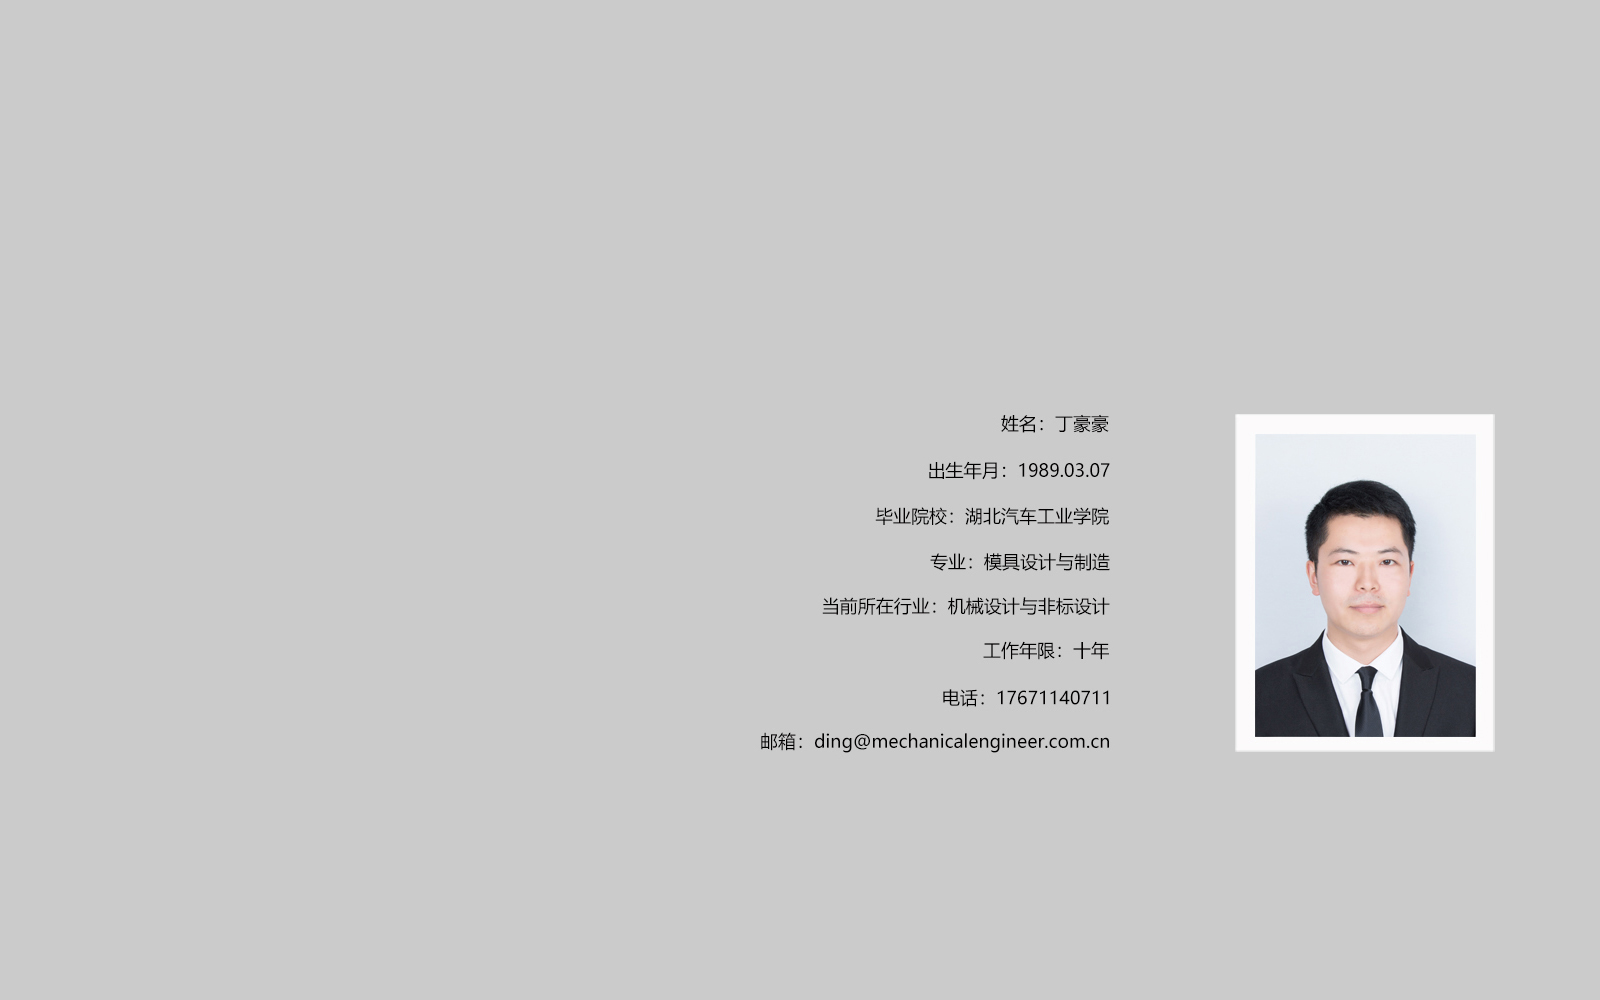 姓名：丁豪豪
出生年月：1989.03.07
毕业院校：湖北汽车工业学院
专业：模具设计与制造
当前所在行业：机械设计与非标设计
工作年限：十年
电话：17671140711
邮箱：ding@mechanicalengineer.com.cn